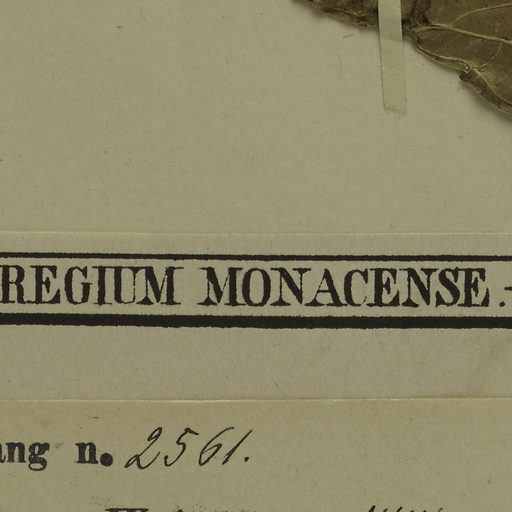 REGIUM MONACENSE.
ang n. 2561.